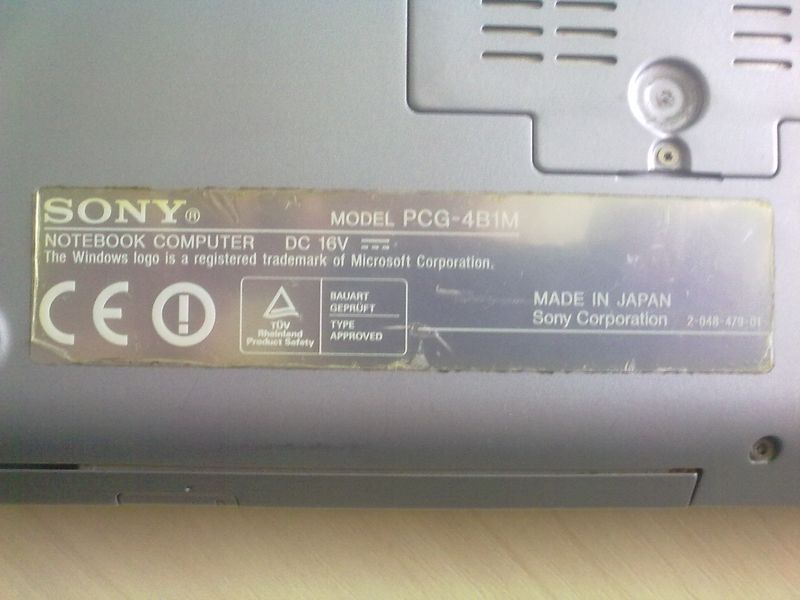 SONY®
MODEL PCG-4B1M
NOTEBOOK COMPUTER DC 16V
The Windows logo is a registered trademark of Microsoft Corporation.
CE
TÜV
Rheinland
Product Safety
BAUART
GEPRÜFT
TYPE
APPROVED
MADE IN JAPAN
Sony Corporation 2-048-479-01